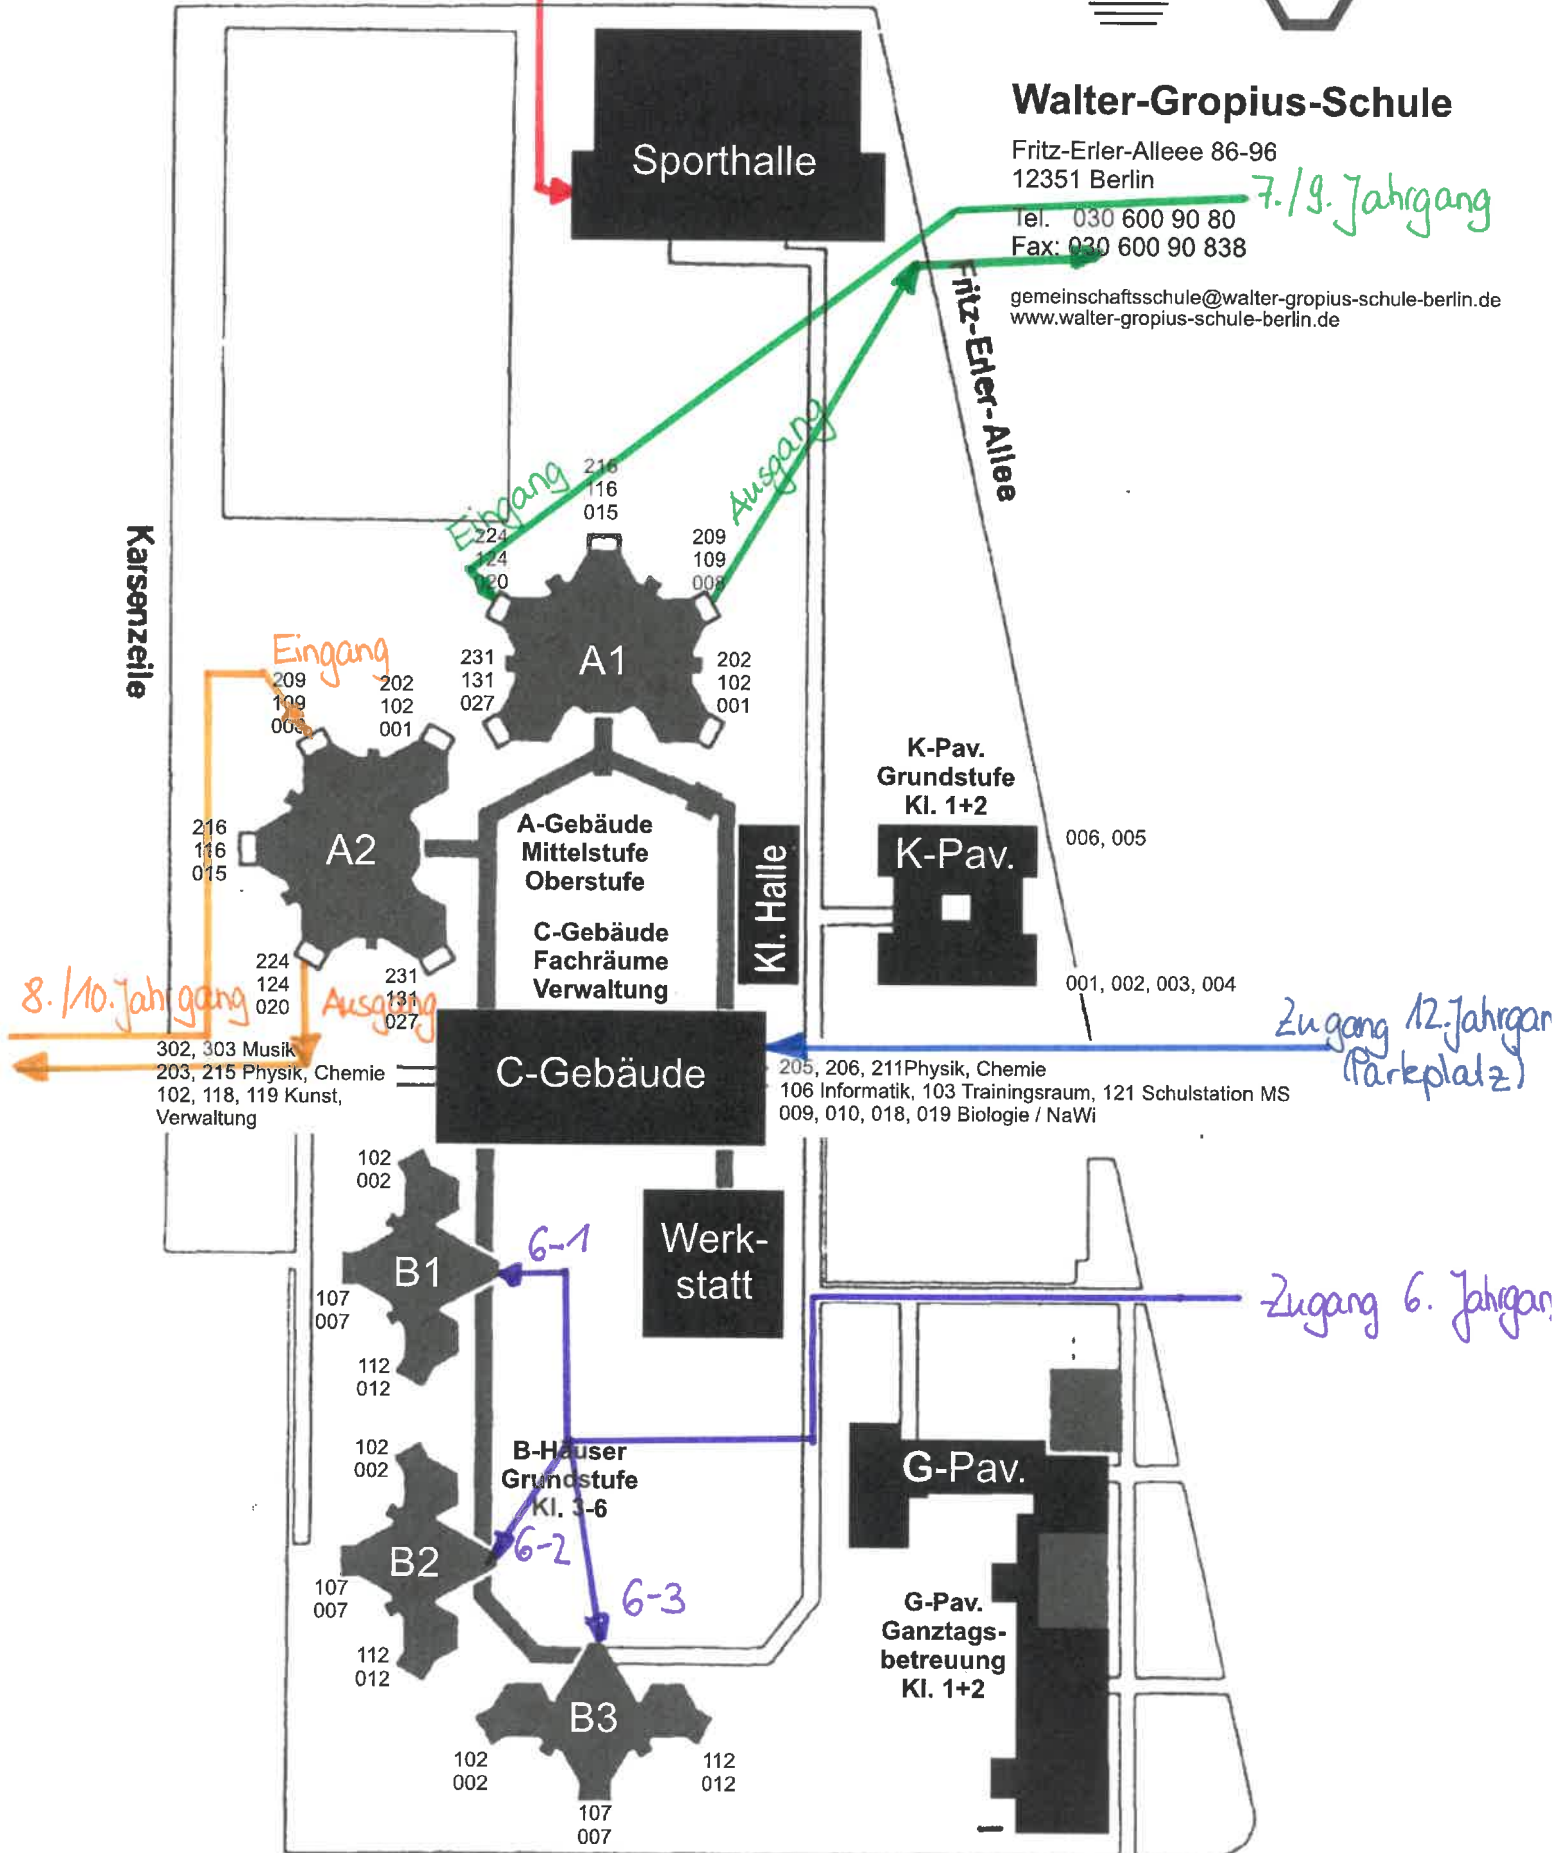 Walter-Gropius-Schule
Fritz-Erler-Alleee 86-96
12351 Berlin
Tel. 030 600 90 80
Fax: 030 600 90 838
gemeinschaftsschule@walter-gropius-schule-berlin.de
www.walter-gropius-schule-berlin.de
7./9. Jahrgang
Sporthalle
Fritz-Erler-Allee
Karsenzeile
Eingang
Ausgang
216
116
015
224
124
020
209
109
008
A1
231
131
027
202
102
001
Eingang
209
109
008
202
102
001
A2
216
116
015
224
124
020
231
131
027
8./10. Jahrgang
Ausgang
A-Gebäude
Mittelstufe
Oberstufe
C-Gebäude
Fachräume
Verwaltung
Kl. Halle
K-Pav.
Grundstufe
Kl. 1+2
K-Pav.
006, 005
001, 002, 003, 004
Zugang 12. Jahrgan
(Parkplatz)
302, 303 Musik
203, 215 Physik, Chemie
102, 118, 119 Kunst,
Verwaltung
C-Gebäude
205, 206, 211Physik, Chemie
106 Informatik, 103 Trainingsraum, 121 Schulstation MS
009, 010, 018, 019 Biologie / NaWi
102
002
B1
107
007
112
012
6-1
Werk-
statt
Zugang 6. Jahrgan
B-Häuser
Grundstufe
Kl. 3-6
102
002
B2
107
007
112
012
6-2
6-3
G-Pav.
G-Pav.
Ganztags-
betreuung
Kl. 1+2
B3
102
002
112
012
107
007